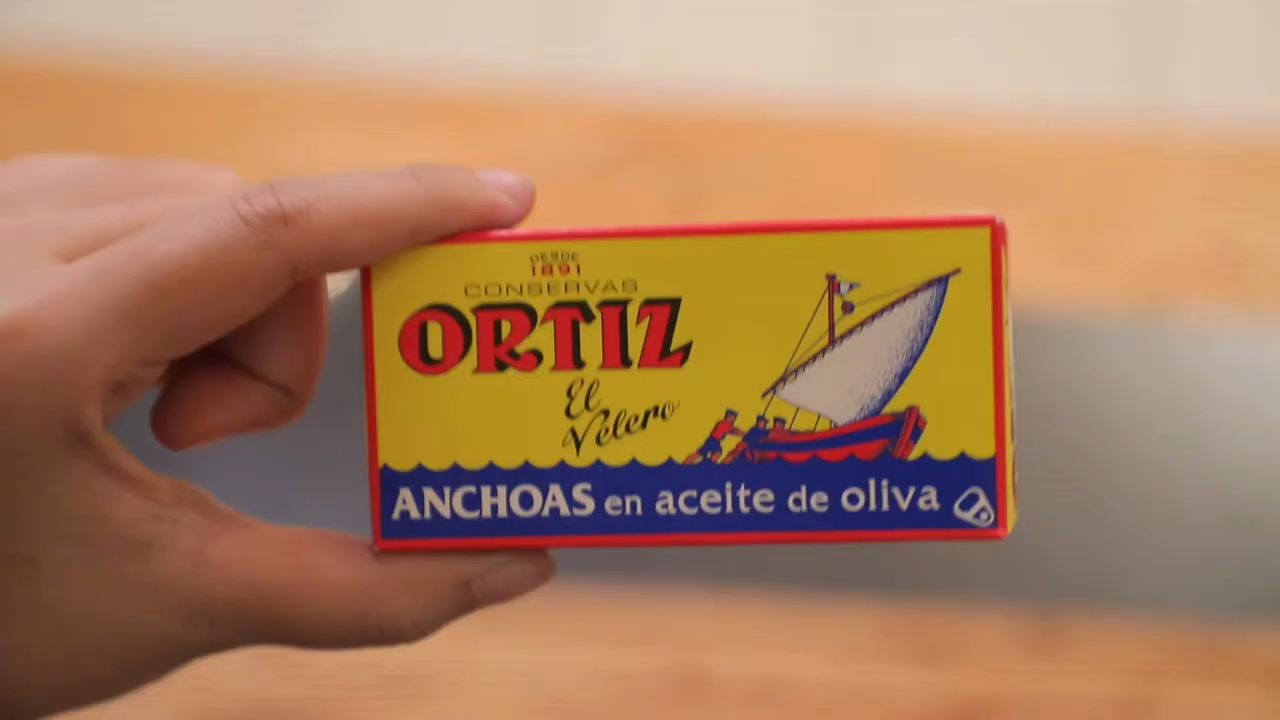 DESDE
1891
CONSERVAS
ORTIZ
El
Velero
ANCHOAS en aceite de oliva